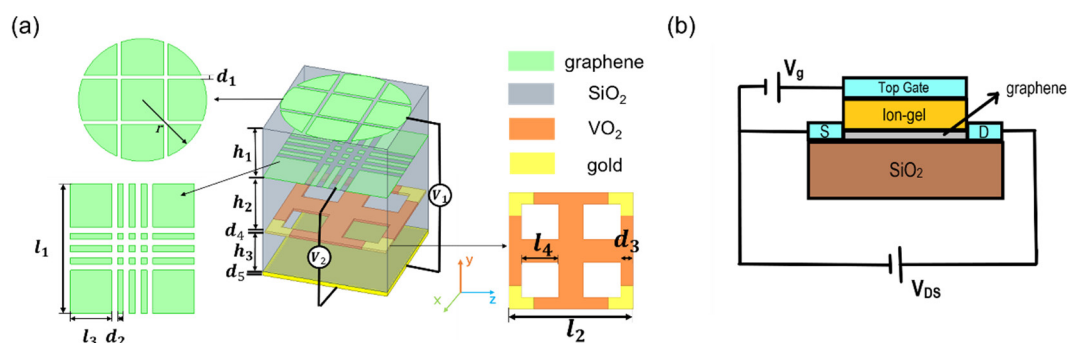 (a)
d₁
r
l₁
l₃ d₂
h₁
h₂
d₄
h₃
d₅
V₁
V₂
y
x
z
graphene
SiO₂
VO₂
gold
l₄
d₃
l₂
(b)
Vg
Top Gate
graphene
Ion-gel
S
D
SiO₂
VDS